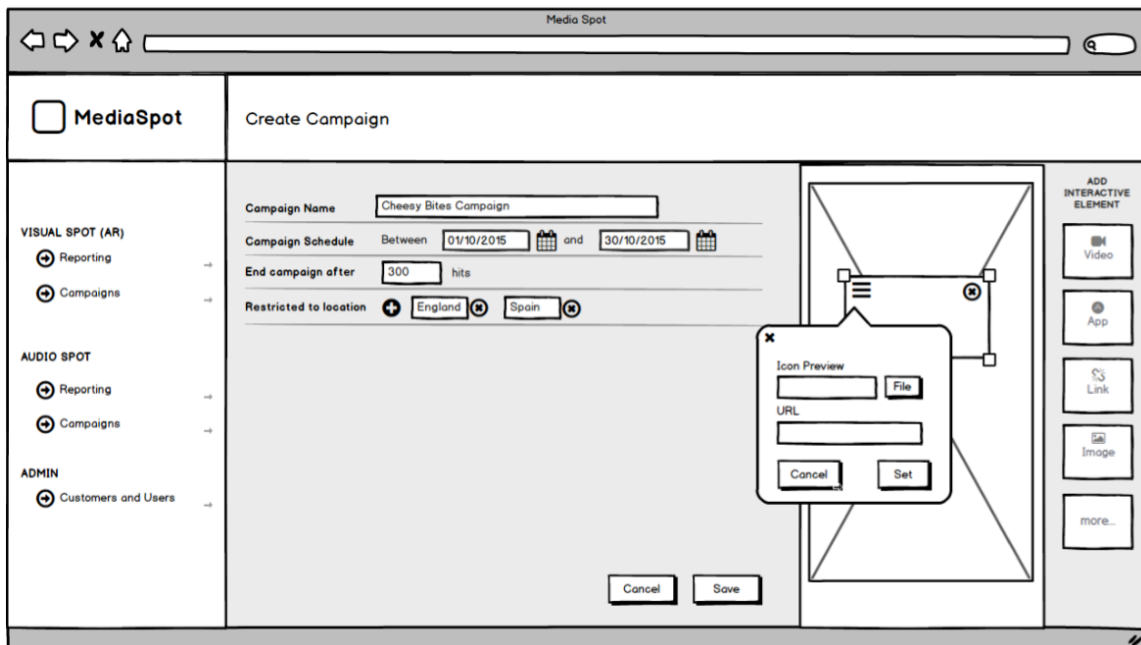 Media Spot
MediaSpot
Create Campaign
VISUAL SPOT (AR)
Reporting
Campaigns
AUDIO SPOT
Reporting
Campaigns
ADMIN
Customers and Users
Campaign Name Cheesy Bites Campaign
Campaign Schedule Between 01/10/2015 and 30/10/2015
End campaign after 300 hits
Restricted to location England Spain
Cancel Save
Icon Preview
File
URL
Cancel Set
ADD
INTERACTIVE
ELEMENT
Video
App
Link
Image
more...